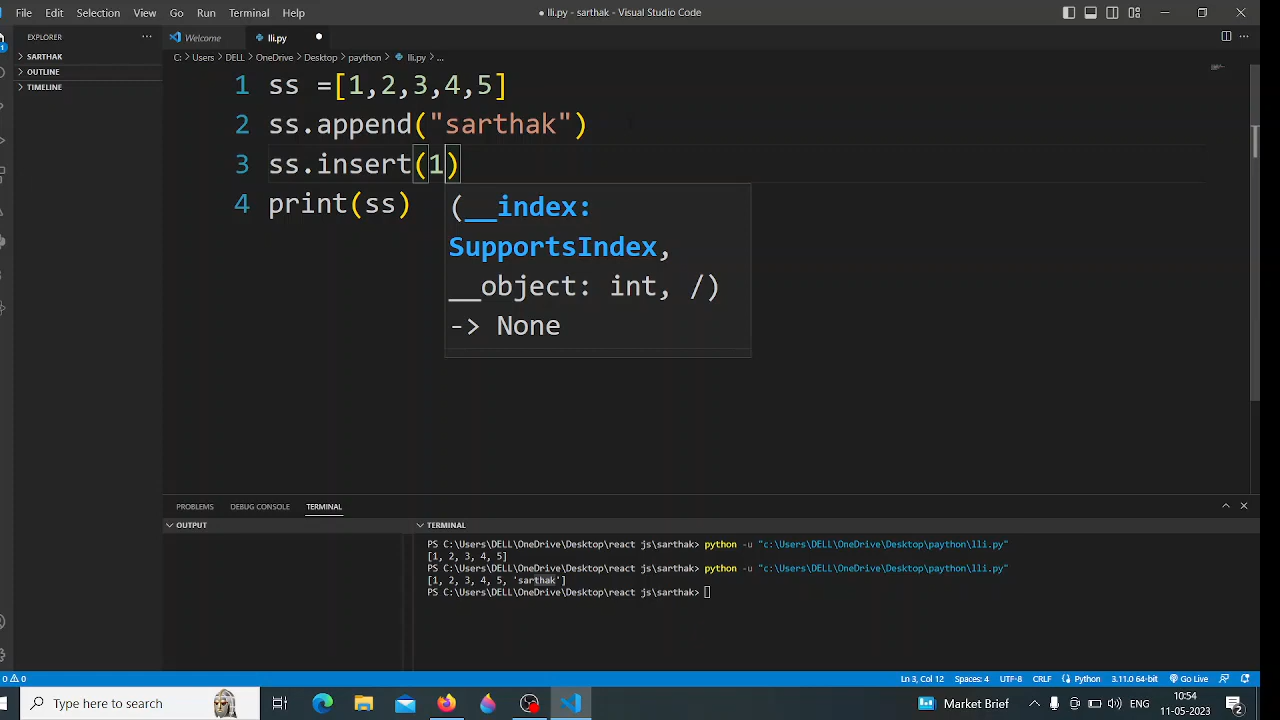 File Edit Selection View Go Run Terminal Help
● lli.py - sarthak - Visual Studio Code
EXPLORER ...
SARTHAK
OUTLINE
TIMELINE
Welcome
lli.py
C: > Users > DELL > OneDrive > Desktop > paython > lli.py > ...
1 ss =[1,2,3,4,5]
2 ss.append("sarthak")
3 ss.insert(1)
4 print(ss)
(__index:
SupportsIndex,
__object: int, /)
-> None
PROBLEMS DEBUG CONSOLE TERMINAL
OUTPUT
TERMINAL
PS C:\Users\DELL\OneDrive\Desktop\react js\sarthak> python -u "c:\Users\DELL\OneDrive\Desktop\paython\lli.py"
[1, 2, 3, 4, 5]
PS C:\Users\DELL\OneDrive\Desktop\react js\sarthak> python -u "c:\Users\DELL\OneDrive\Desktop\paython\lli.py"
[1, 2, 3, 4, 5, 'sarthak']
PS C:\Users\DELL\OneDrive\Desktop\react js\sarthak>
0 0 Ln 3, Col 12 Spaces: 4 UTF-8 CRLF Python 3.11.0 64-bit Go Live
Type here to search
Market Brief
10:54
11-05-2023
2